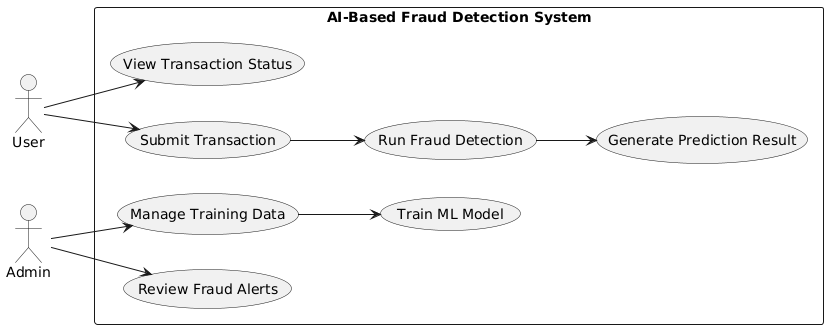 AI-Based Fraud Detection System
View Transaction Status
User
Submit Transaction
Run Fraud Detection
Generate Prediction Result
Manage Training Data
Train ML Model
Admin
Review Fraud Alerts